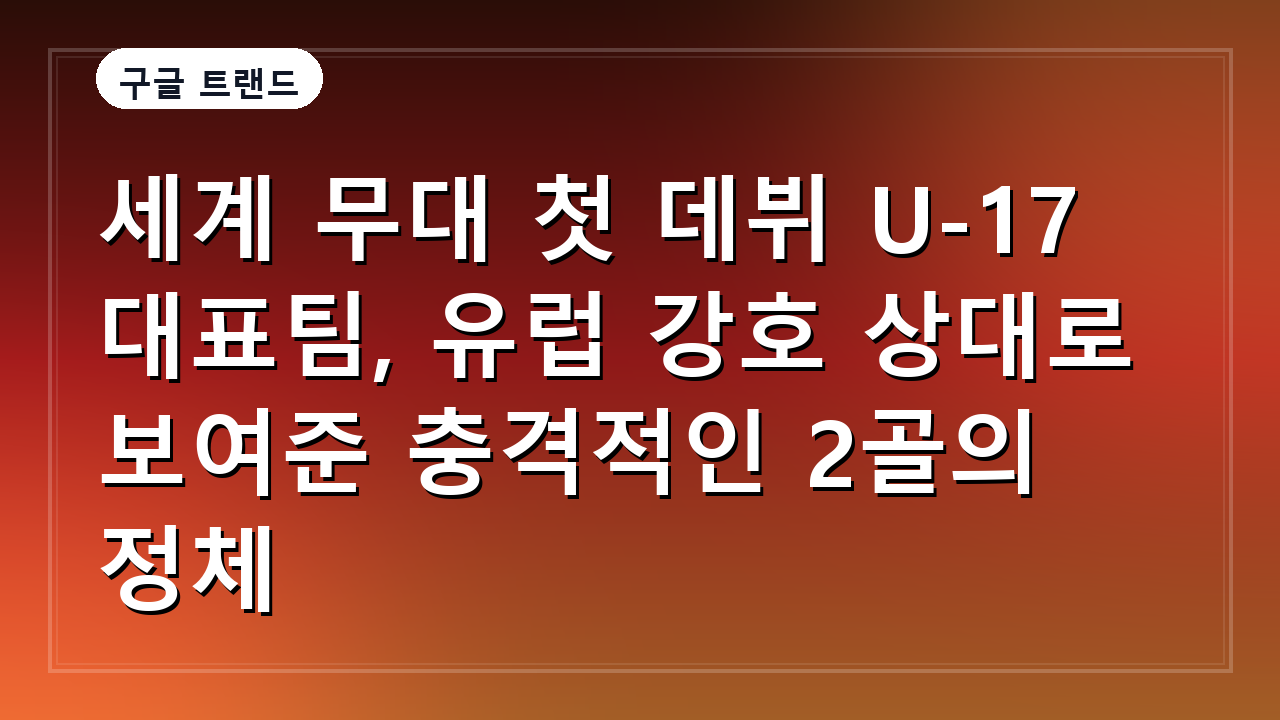 구글 트랜드
세계 무대 첫 데뷔 U-17
대표팀, 유럽 강호 상대로
보여준 충격적인 2골의
정체